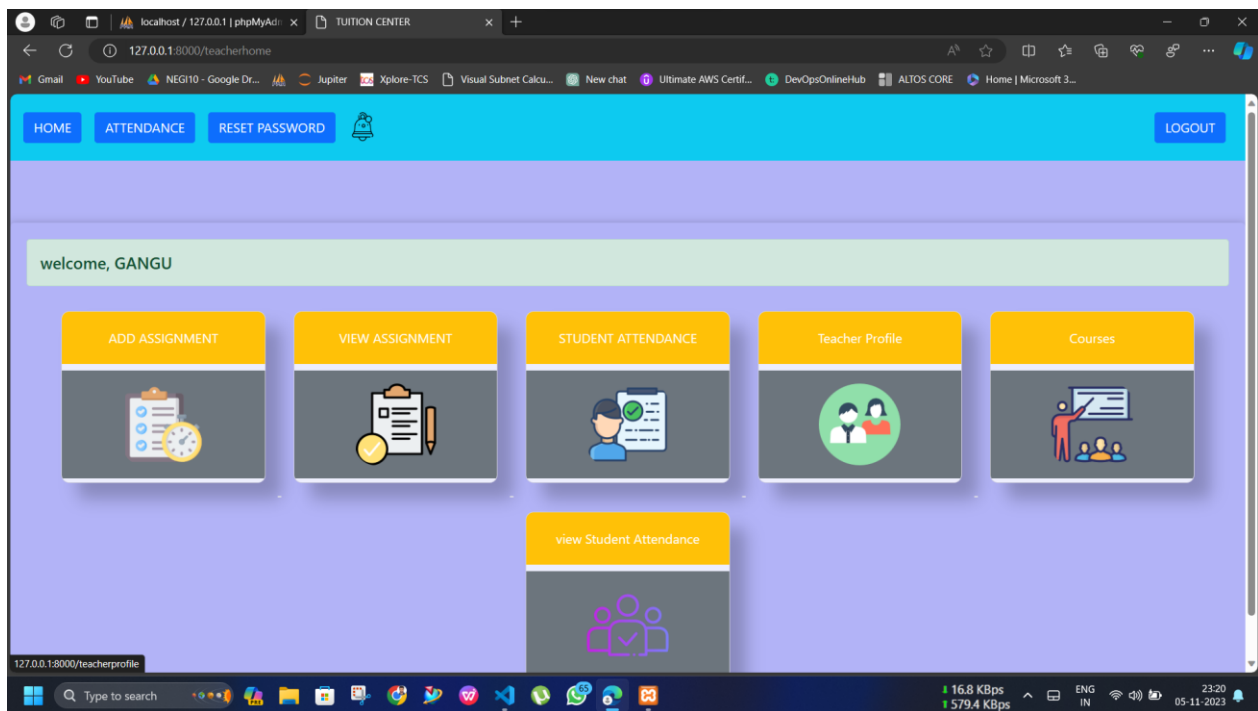 localhost / 127.0.0.1 | phpMyAdm
TUITION CENTER
127.0.0.1:8000/teacherhome
Gmail YouTube NEGI10 - Google Dr... Jupiter Xplore-TCS Visual Subnet Calcu... New chat Ultimate AWS Certif... DevOpsOnlineHub ALTOS CORE Home | Microsoft 3...
HOME ATTENDANCE RESET PASSWORD LOGOUT
welcome, GANGU
ADD ASSIGNMENT VIEW ASSIGNMENT STUDENT ATTENDANCE Teacher Profile Courses
view Student Attendance
127.0.0.1:8000/teacherprofile
Type to search
65
16.8 KBps
579.4 KBps
ENG
IN
23:20
05-11-2023